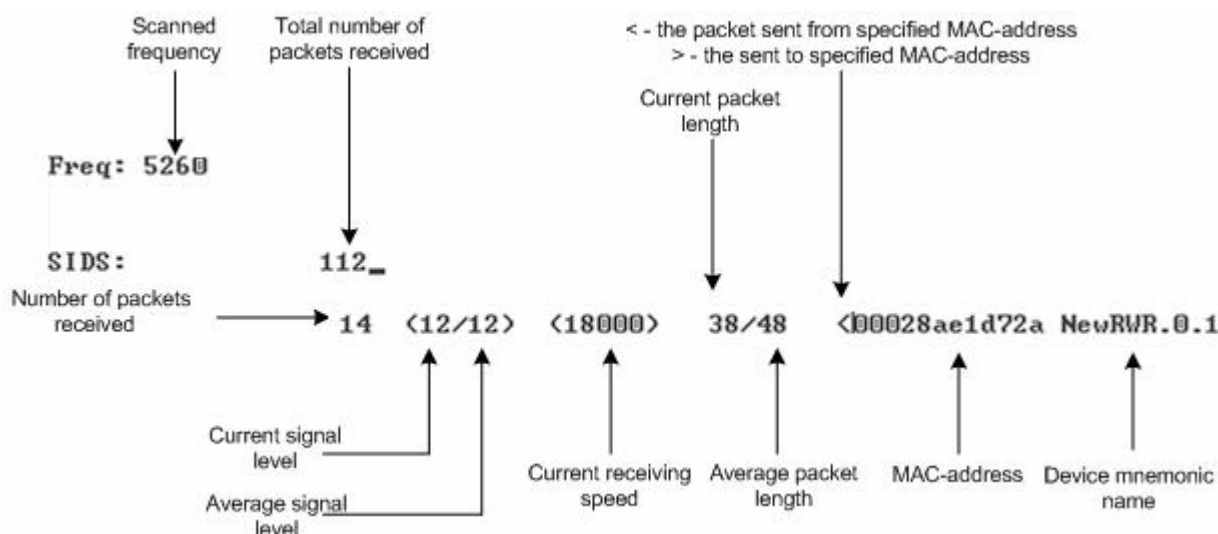 Scanned
frequency
Total number of
packets received
< - the packet sent from specified MAC-address
> - the sent to specified MAC-address
Current packet
length
Freq: 5260
SIDS: 112_
Number of packets
received
14 (12/12) (18000) 38/48 <00028ae1d72a NewRWR.0.1
Current signal
level
Average signal
level
Current receiving
speed
Average packet
length
MAC-address
Device mnemonic
name